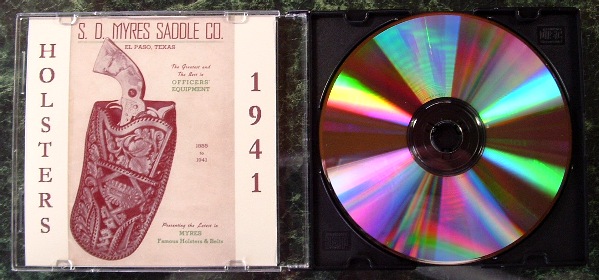 HOLSTERS
S. D. MYRES SADDLE CO.
EL PASO, TEXAS
The Greatest and
The Best in
OFFICERS'
EQUIPMENT
1888
to
1941
Presenting the Latest in
MYRES
Famous Holsters & Belts
1941